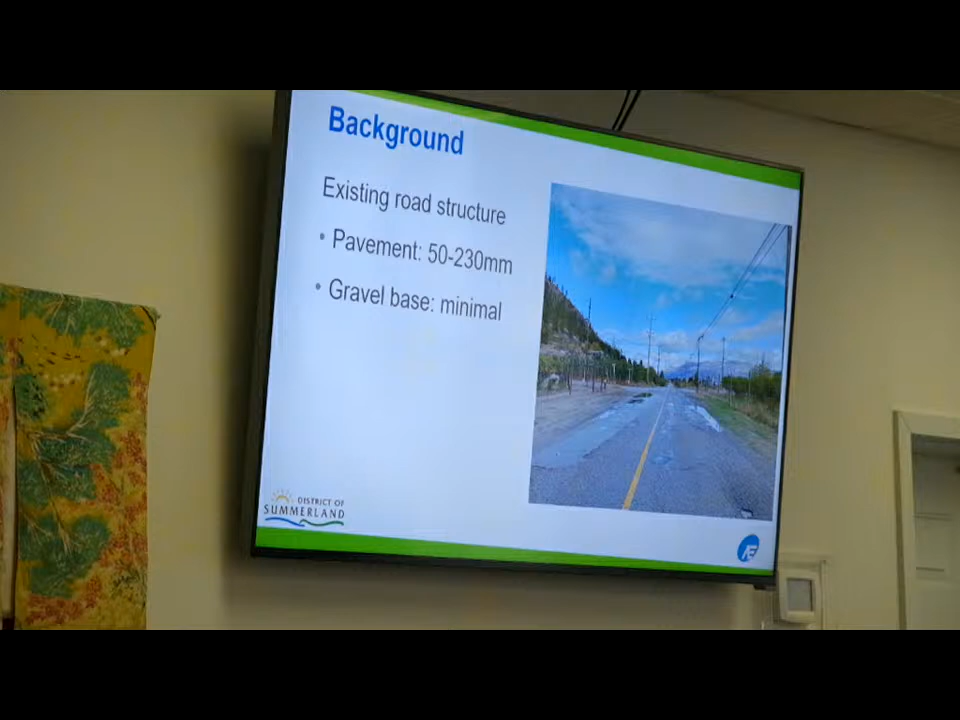 Background
Existing road structure
• Pavement: 50-230mm
• Gravel base: minimal
DISTRICT OF
SUMMERLAND
Æ